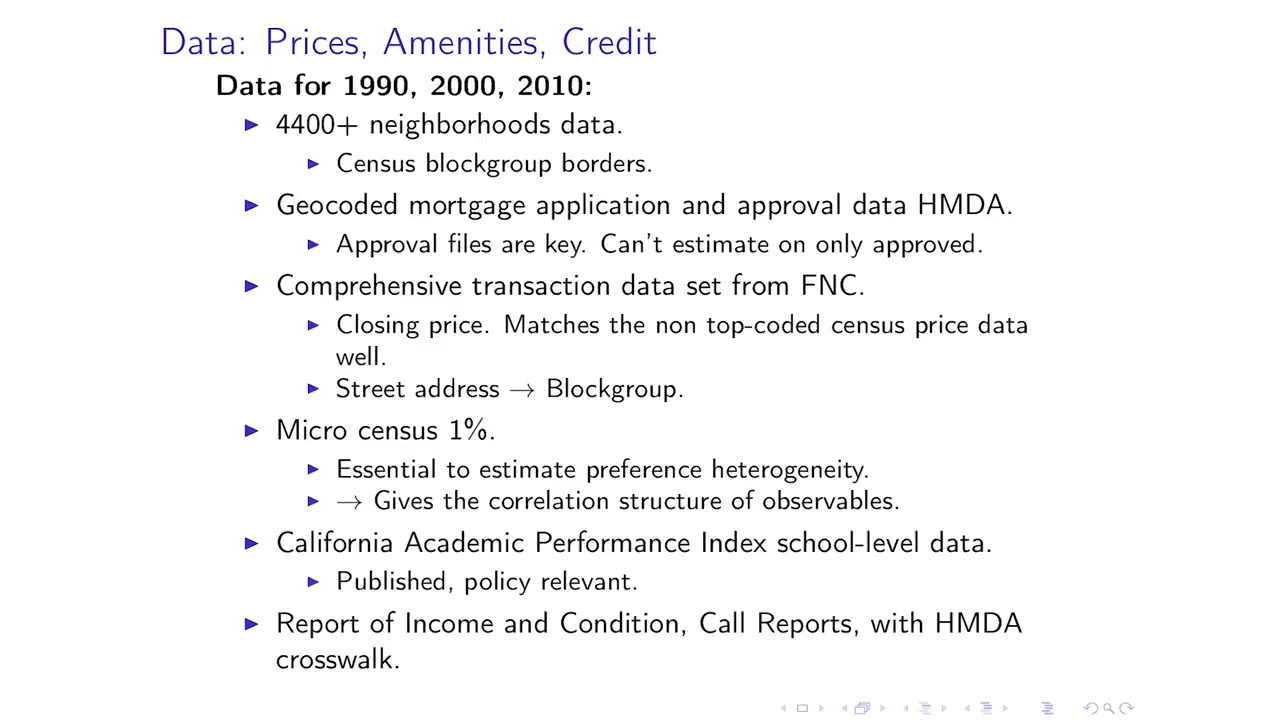 Data: Prices, Amenities, Credit
Data for 1990, 2000, 2010:
▶ 4400+ neighborhoods data.
▶ Census blockgroup borders.
▶ Geocoded mortgage application and approval data HMDA.
▶ Approval files are key. Can't estimate on only approved.
▶ Comprehensive transaction data set from FNC.
▶ Closing price. Matches the non top-coded census price data
well.
▶ Street address → Blockgroup.
▶ Micro census 1%.
▶ Essential to estimate preference heterogeneity.
▶ → Gives the correlation structure of observables.
▶ California Academic Performance Index school-level data.
▶ Published, policy relevant.
▶ Report of Income and Condition, Call Reports, with HMDA
crosswalk.